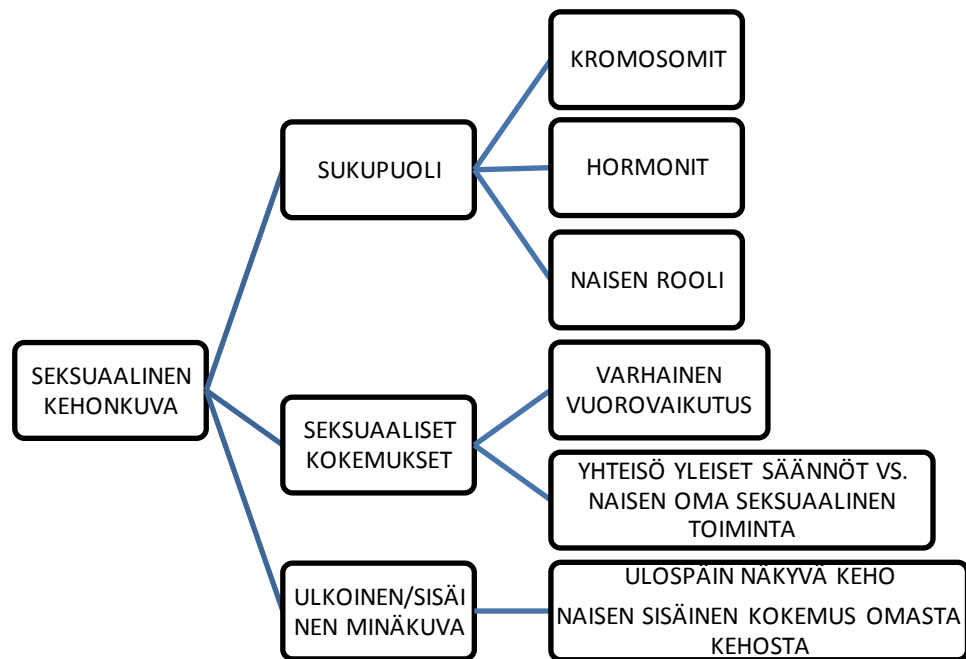 KROMOSOMIT
SUKUPUOLI
HORMONIT
NAISEN ROOLI
SEKSUAALINEN
KEHONKUVA
SEKSUAALISET
KOKEMUKSET
VARHAINEN
VUOROVAIKUTUS
YHTEISÖ YLEISET SÄÄNNÖT VS.
NAISEN OMA SEKSUAALINEN
TOIMINTA
ULKOINEN/SISÄI
NEN MINÄKUVA
ULOSPÄIN NÄKYVÄ KEHO
NAISEN SISÄINEN KOKEMUS OMASTA
KEHOSTA